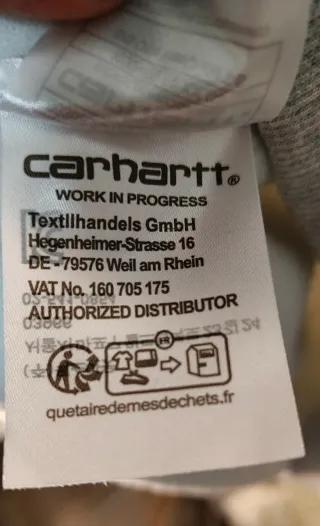 carhartt®
WORK IN PROGRESS
Textilhandels GmbH
Hegenheimer-Strasse 16
DE - 79576 Weil am Rhein
VAT No. 160 705 175
AUTHORIZED DISTRIBUTOR
FR
quetairedemesdechets.fr